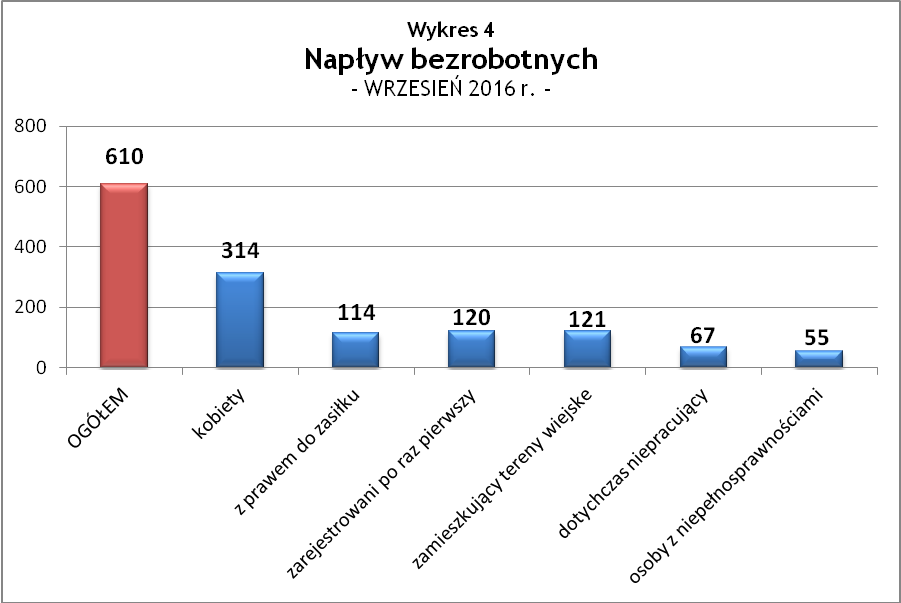 Wykres 4
Napływ bezrobotnych
- WRZESIEŃ 2016 r. -
800
600
400
200
0
610
314
114
120
121
67
55
OGÓŁEM
kobiety
z prawem do zasiłku
zarejestrowani po raz pierwszy
zamieszkujący tereny wiejske
dotychczas niepracujący
osoby z niepełnosprawnościami